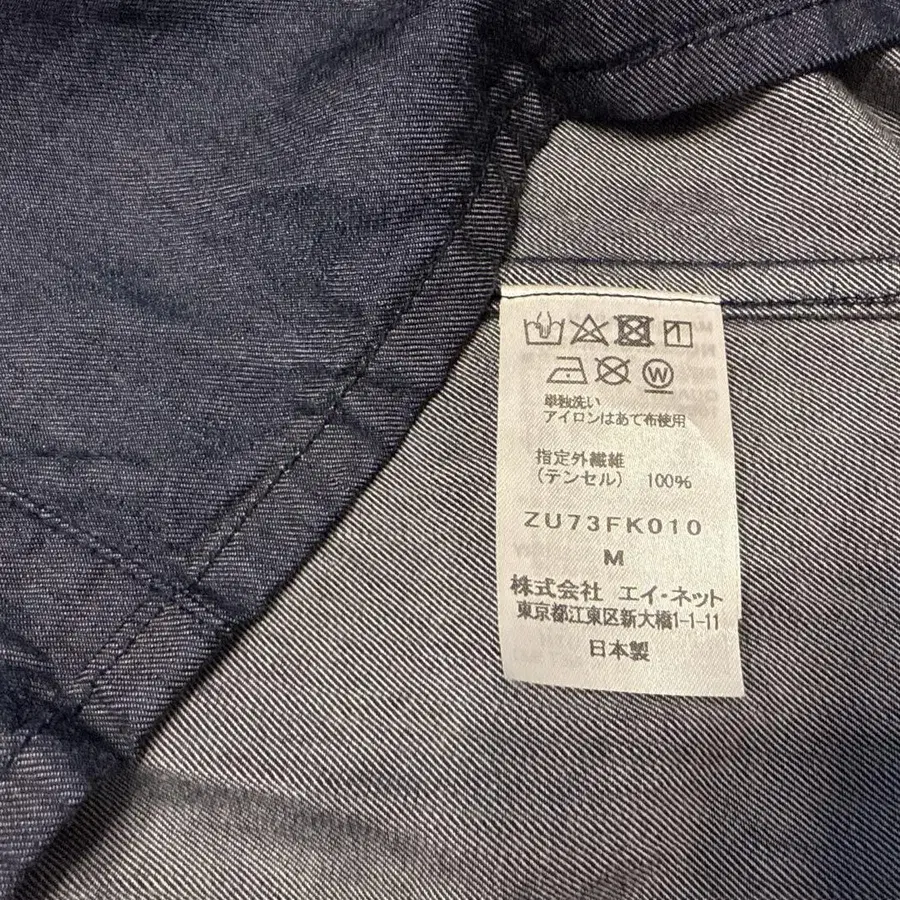 W
単独洗い
アイロンはあて布使用
指定外繊維
(テンセル) 100%
ZU73FK010
M
株式会社 エイ・ネット
東京都江東区新大橋1-1-11
日本製